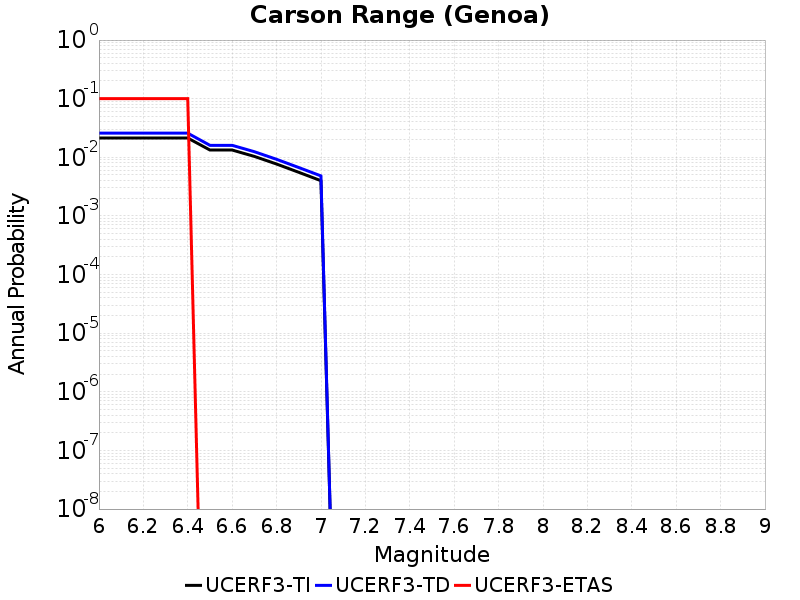 Carson Range (Genoa)
10^0
10^-1
10^-2
10^-3
10^-4
10^-5
10^-6
10^-7
10^-8
Annual Probability
6 6.2 6.4 6.6 6.8 7 7.2 7.4 7.6 7.8 8 8.2 8.4 8.6 8.8 9
Magnitude
UCERF3-TI UCERF3-TD UCERF3-ETAS